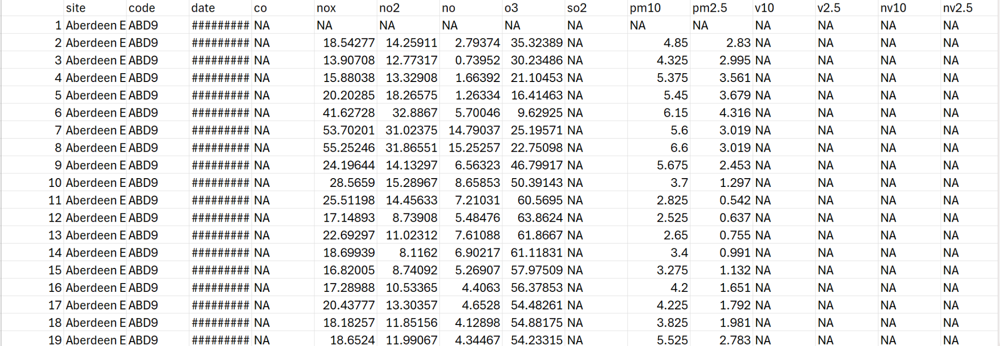 site code date co nox no2 no o3 so2 pm10 pm2.5 v10 v2.5 nv10 nv2.5
1 Aberdeen E ABD9 ######### NA NA NA NA NA NA NA NA NA NA NA NA
2 Aberdeen E ABD9 ######### NA 18.54277 14.25911 2.79374 35.32389 NA 4.85 2.83 NA NA NA NA
3 Aberdeen E ABD9 ######### NA 13.90708 12.77317 0.73952 30.23486 NA 4.325 2.995 NA NA NA NA
4 Aberdeen E ABD9 ######### NA 15.88038 13.32908 1.66392 21.10453 NA 5.375 3.561 NA NA NA NA
5 Aberdeen E ABD9 ######### NA 20.20285 18.26575 1.26334 16.41463 NA 5.45 3.679 NA NA NA NA
6 Aberdeen E ABD9 ######### NA 41.62728 32.8867 5.70046 9.62925 NA 6.15 4.316 NA NA NA NA
7 Aberdeen E ABD9 ######### NA 53.70201 31.02375 14.79037 25.19571 NA 5.6 3.019 NA NA NA NA
8 Aberdeen E ABD9 ######### NA 55.25246 31.86551 15.25257 22.75098 NA 6.6 3.019 NA NA NA NA
9 Aberdeen E ABD9 ######### NA 24.19644 14.13297 6.56323 46.79917 NA 5.675 2.453 NA NA NA NA
10 Aberdeen E ABD9 ######### NA 28.5659 15.28967 8.65853 50.39143 NA 3.7 1.297 NA NA NA NA
11 Aberdeen E ABD9 ######### NA 25.51198 14.45633 7.21031 60.5695 NA 2.825 0.542 NA NA NA NA
12 Aberdeen E ABD9 ######### NA 17.14893 8.73908 5.48476 63.8624 NA 2.525 0.637 NA NA NA NA
13 Aberdeen E ABD9 ######### NA 22.69297 11.02312 7.61088 61.8667 NA 2.65 0.755 NA NA NA NA
14 Aberdeen E ABD9 ######### NA 18.69939 8.1162 6.90217 61.11831 NA 3.4 0.991 NA NA NA NA
15 Aberdeen E ABD9 ######### NA 16.82005 8.74092 5.26907 57.97509 NA 3.275 1.132 NA NA NA NA
16 Aberdeen E ABD9 ######### NA 17.28988 10.53365 4.4063 56.37853 NA 4.2 1.651 NA NA NA NA
17 Aberdeen E ABD9 ######### NA 20.43777 13.30357 4.6528 54.48261 NA 4.225 1.792 NA NA NA NA
18 Aberdeen E ABD9 ######### NA 18.18257 11.85156 4.12898 54.88175 NA 3.825 1.981 NA NA NA NA
19 Aberdeen E ABD9 ######### NA 18.6524 11.99067 4.34467 54.23315 NA 5.525 2.783 NA NA NA NA